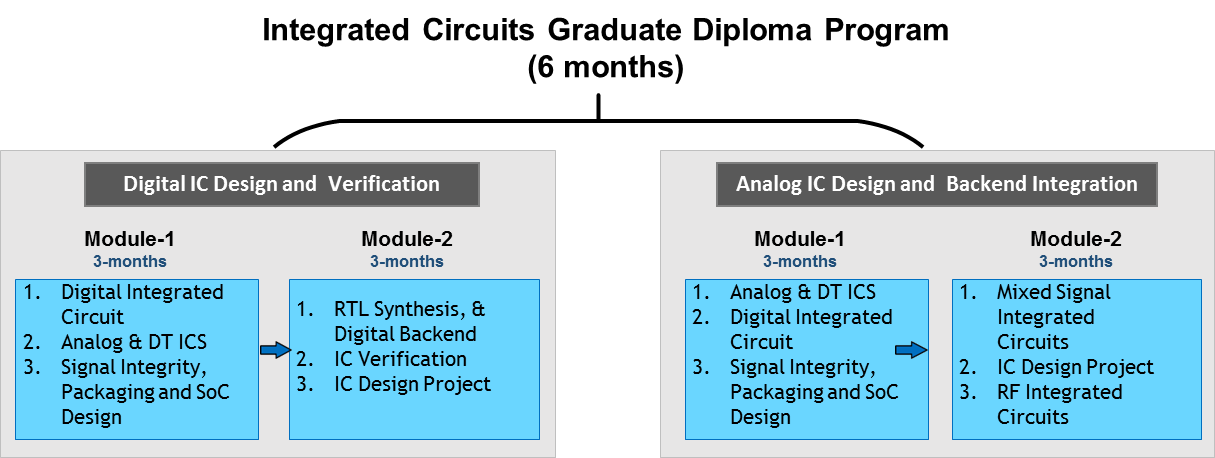 Integrated Circuits Graduate Diploma Program
(6 months)
Digital IC Design and Verification
Module-1
3-months
1. Digital Integrated
Circuit
2. Analog & DT ICS
3. Signal Integrity,
Packaging and SoC
Design
Module-2
3-months
1. RTL Synthesis, &
Digital Backend
2. IC Verification
3. IC Design Project
Analog IC Design and Backend Integration
Module-1
3-months
1. Analog & DT ICS
2. Digital Integrated
Circuit
3. Signal Integrity,
Packaging and SoC
Design
Module-2
3-months
1. Mixed Signal
Integrated
Circuits
2. IC Design Project
3. RF Integrated
Circuits